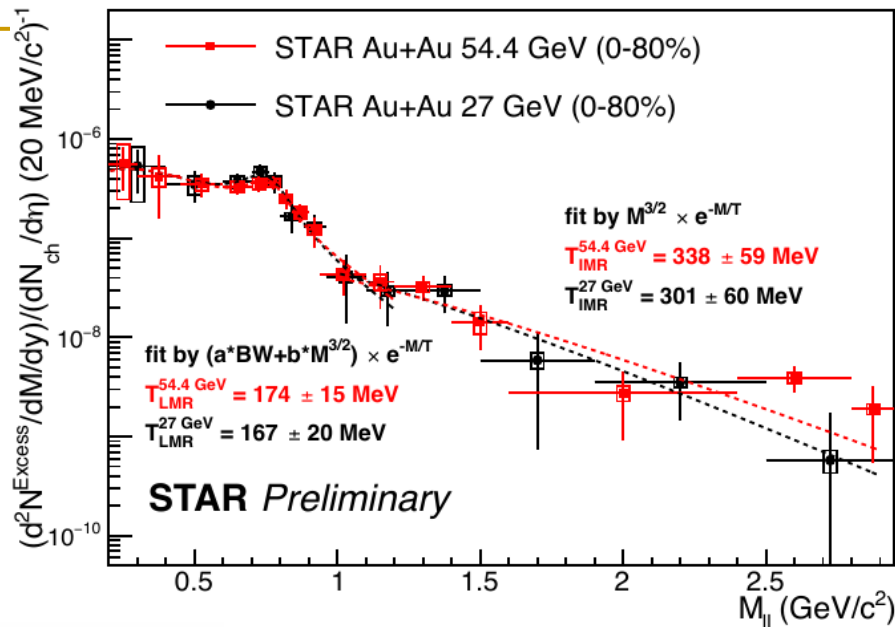 (d²N^Excess/dM/dy)/(dN_ch/dη) (20 MeV/c²)⁻¹
STAR Au+Au 54.4 GeV (0-80%)
STAR Au+Au 27 GeV (0-80%)
10⁻⁶
10⁻⁸
10⁻¹⁰
fit by M^3/2 × e^-M/T
T_IMR^54.4 GeV = 338 ± 59 MeV
T_IMR^27 GeV = 301 ± 60 MeV
fit by (a*BW+b*M^3/2) × e^-M/T
T_LMR^54.4 GeV = 174 ± 15 MeV
T_LMR^27 GeV = 167 ± 20 MeV
STAR Preliminary
0.5 1 1.5 2 2.5
M_ll (GeV/c²)